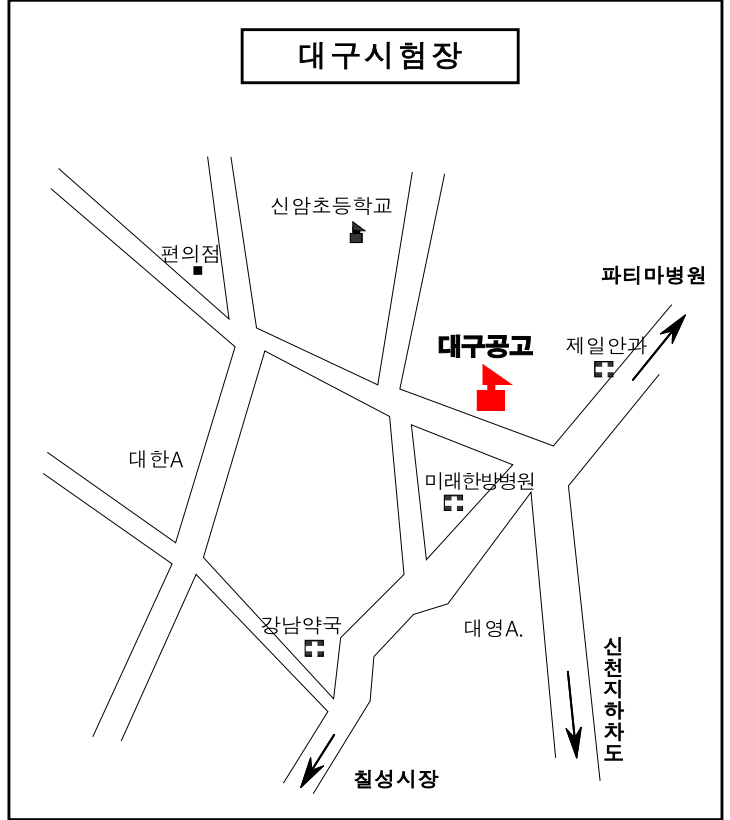 대구시험장
신암초등학교
편의점
파티마병원
대구공고
제일안과
대한A
미래한방병원
강남약국
대영A.
신천지하차도
칠성시장